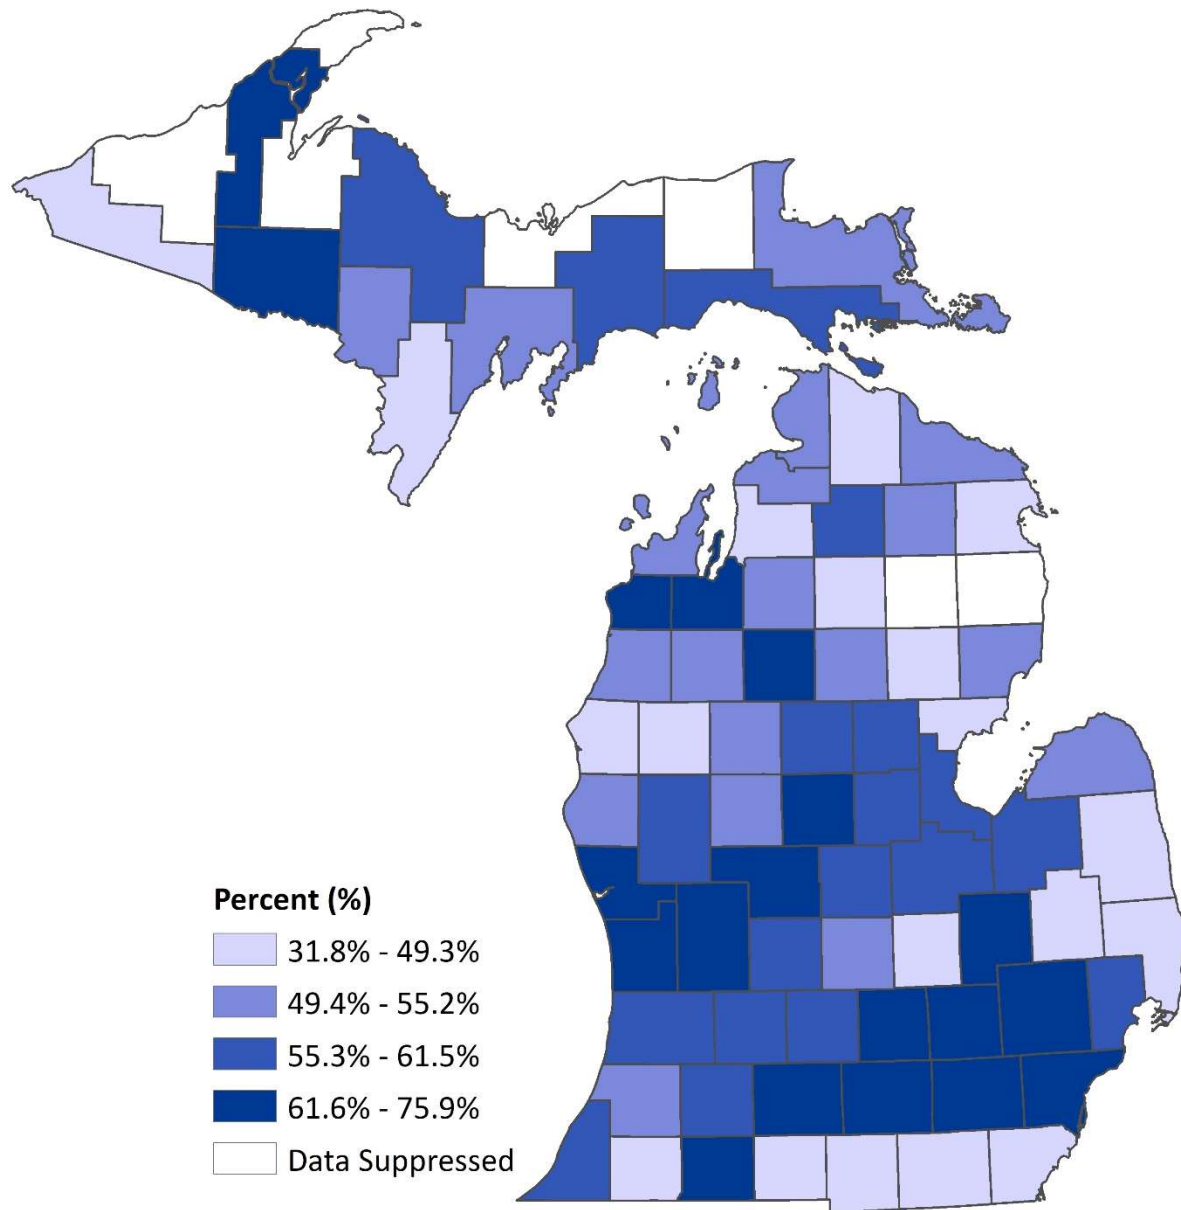 Percent (%)
31.8% - 49.3%
49.4% - 55.2%
55.3% - 61.5%
61.6% - 75.9%
Data Suppressed